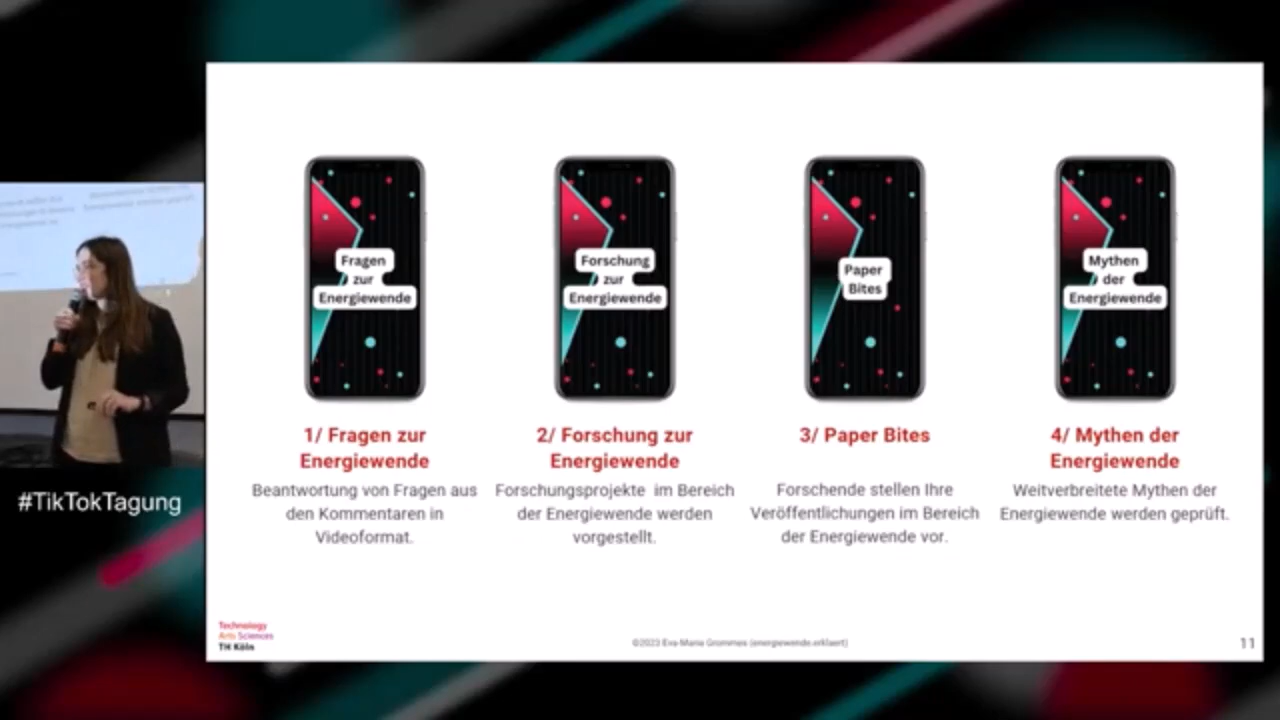 Fragen
zur
Energiewende
Forschung
zur
Energiewende
Paper
Bites
Mythen
der
Energiewende
1/ Fragen zur
Energiewende
Beantwortung von Fragen aus
den Kommentaren in
Videoformat.
2/ Forschung zur
Energiewende
Forschungsprojekte im Bereich
der Energiewende werden
vorgestellt.
3/ Paper Bites
Forschende stellen Ihre
Veröffentlichungen im Bereich
der Energiewende vor.
4/ Mythen der
Energiewende
Weitverbreitete Mythen der
Energiewende werden geprüft.
#TikTokTagung
Technology
Arts Sciences
TH Köln
©2023 Eva-Maria Grommes (energiewende.erklaert)
11